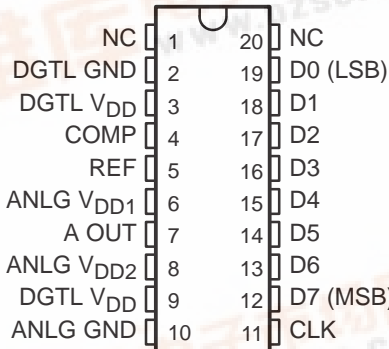 NC 1 20 NC
DGTL GND 2 19 D0 (LSB)
DGTL VDD 3 18 D1
COMP 4 17 D2
REF 5 16 D3
ANLG VDD1 6 15 D4
A OUT 7 14 D5
ANLG VDD2 8 13 D6
DGTL VDD 9 12 D7 (MSB)
ANLG GND 10 11 CLK